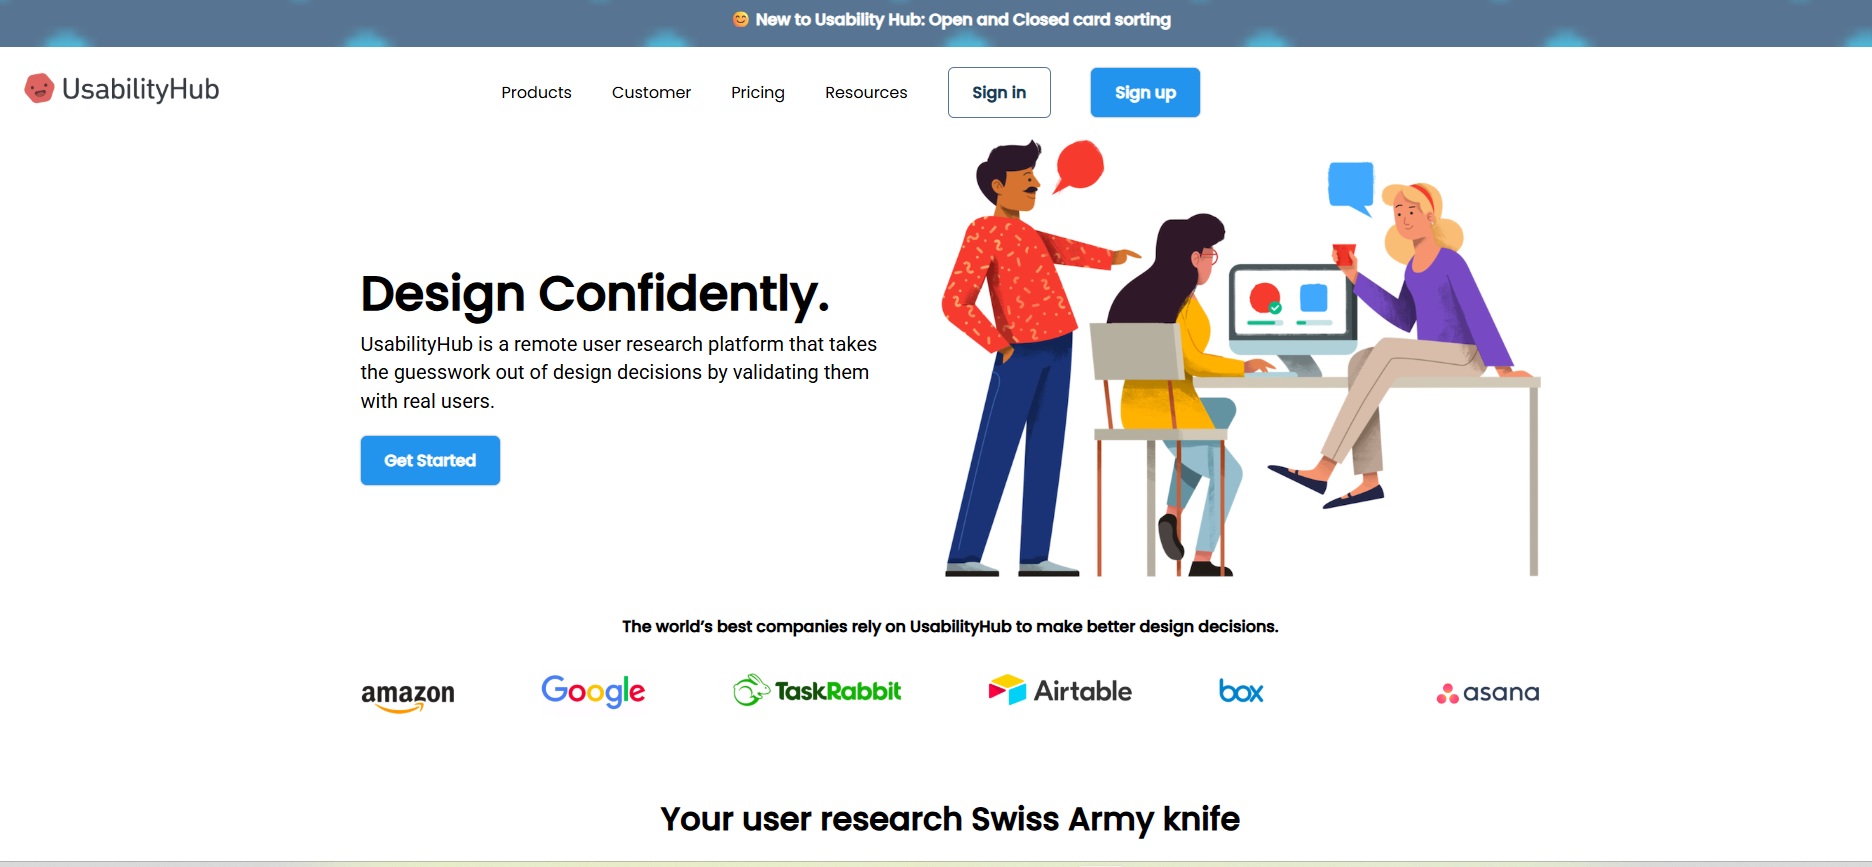 😊 New to Usability Hub: Open and Closed card sorting
UsabilityHub
Products Customer Pricing Resources Sign in Sign up
Design Confidently.
UsabilityHub is a remote user research platform that takes
the guesswork out of design decisions by validating them
with real users.
Get Started
The world’s best companies rely on UsabilityHub to make better design decisions.
amazon Google TaskRabbit Airtable box asana
Your user research Swiss Army knife